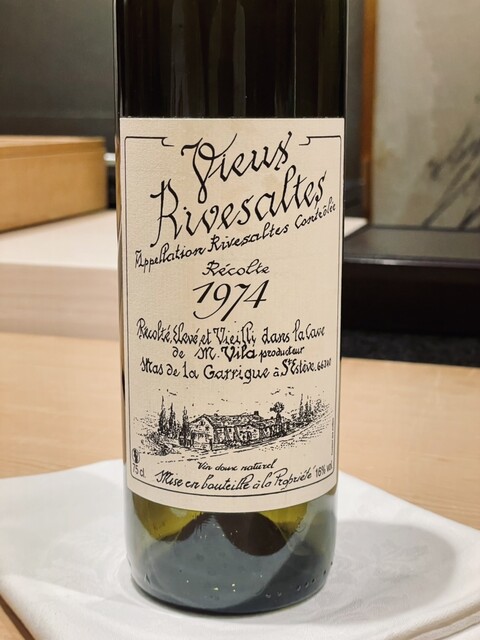 Vieux
Rivesaltes
Appellation Rivesaltes Contrôlée
Récolte
1974
Récolté, Elevé, et Vieilli, dans la Cave
de M. Vila producteur
Mas de la Garrigue à St Estève, 66240
Vin doux naturel
75 cl
Mise en bouteille à la Propriété 16% vol.